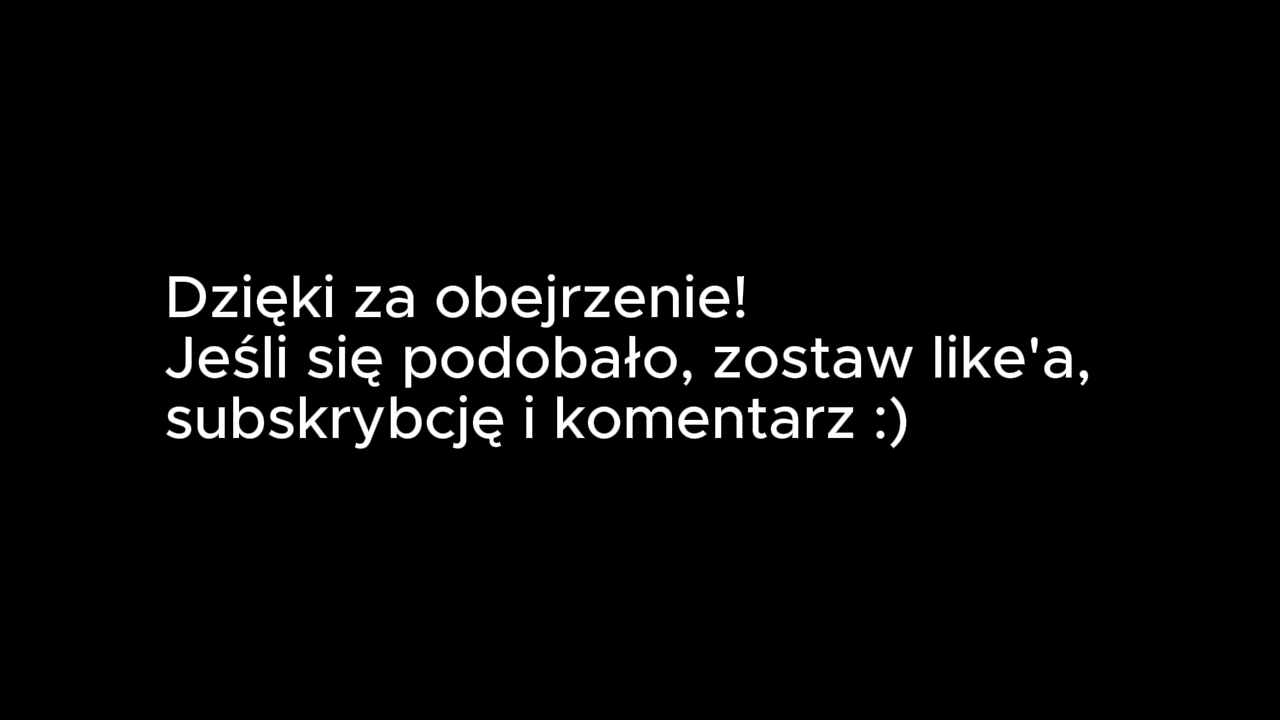 Dzięki za obejrzenie!
Jeśli się podobało, zostaw like'a,
subskrybcję i komentarz :)